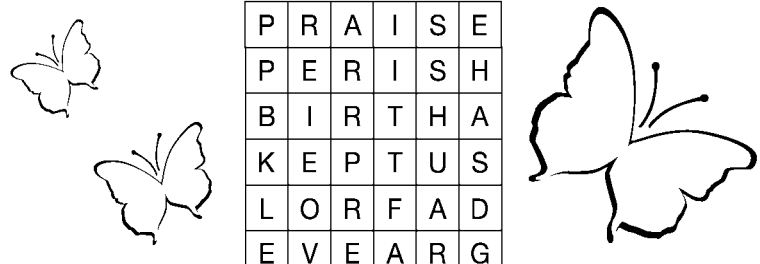 P R A I S E
P E R I S H
B I R T H A
K E P T U S
L O R F A D
E V E A R G